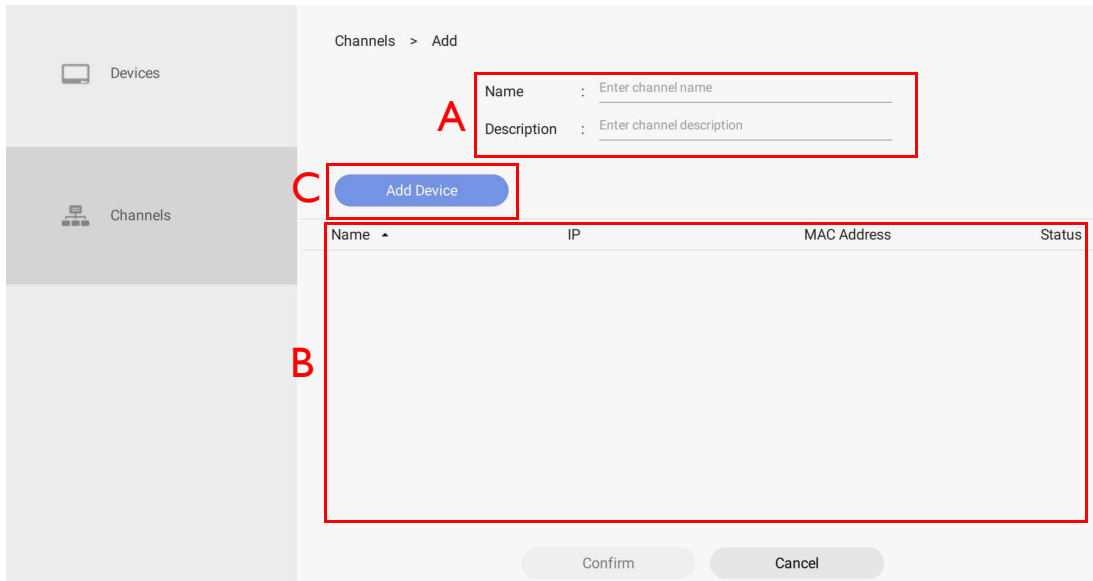 Channels > Add
Devices
Name : Enter channel name
A
Description : Enter channel description
C
Add Device
Channels
Name IP MAC Address Status
B
Confirm Cancel